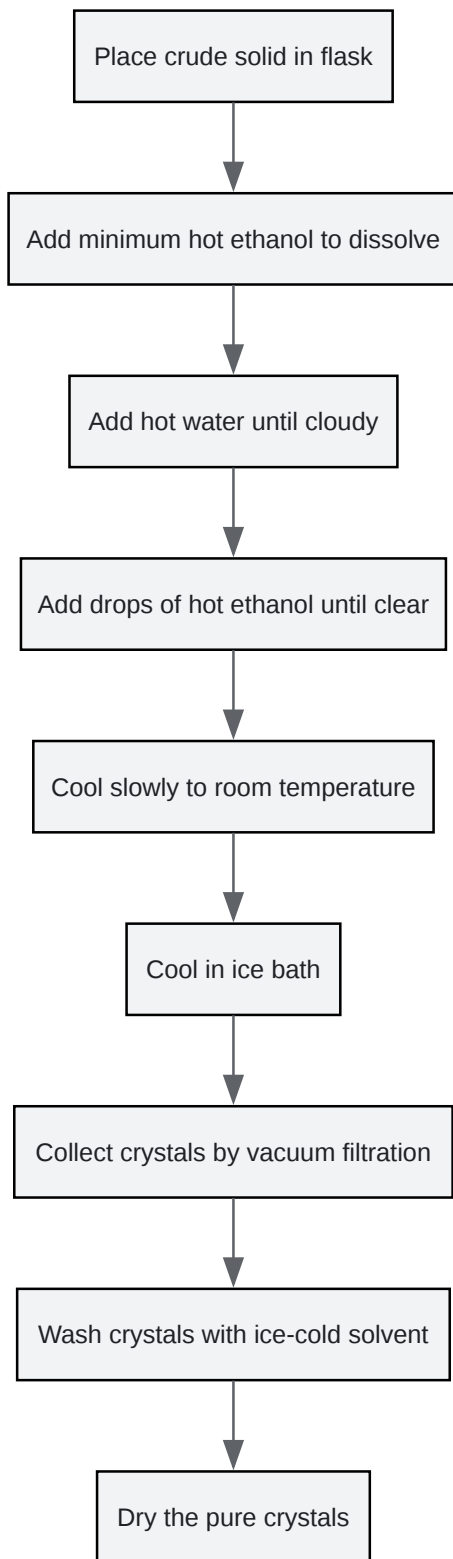 Place crude solid in flask
Add minimum hot ethanol to dissolve
Add hot water until cloudy
Add drops of hot ethanol until clear
Cool slowly to room temperature
Cool in ice bath
Collect crystals by vacuum filtration
Wash crystals with ice-cold solvent
Dry the pure crystals